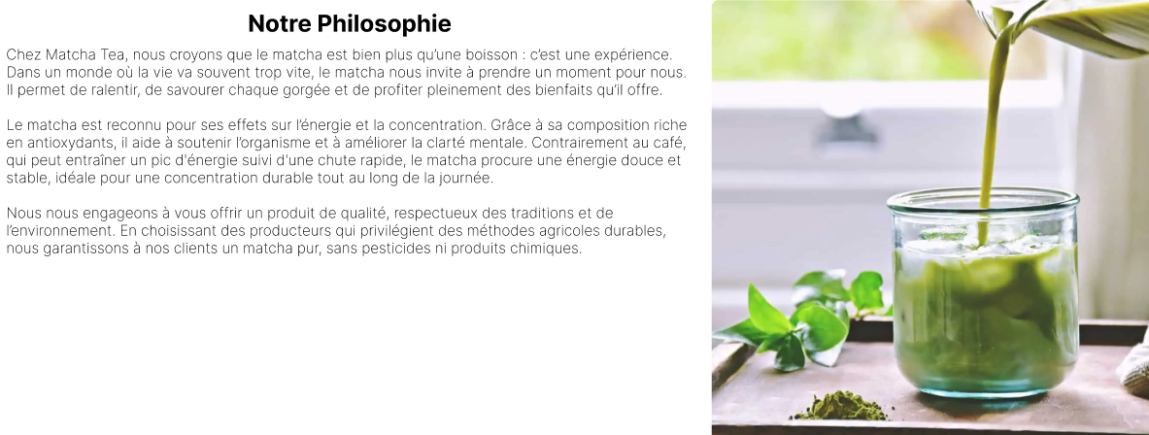 Notre Philosophie
Chez Matcha Tea, nous croyons que le matcha est bien plus qu’une boisson : c’est une expérience.
Dans un monde où la vie va souvent trop vite, le matcha nous invite à prendre un moment pour nous.
Il permet de ralentir, de savourer chaque gorgée et de profiter pleinement des bienfaits qu’il offre.
Le matcha est reconnu pour ses effets sur l’énergie et la concentration. Grâce à sa composition riche
en antioxydants, il aide à soutenir l’organisme et à améliorer la clarté mentale. Contrairement au café,
qui peut entraîner un pic d'énergie suivi d'une chute rapide, le matcha procure une énergie douce et
stable, idéale pour une concentration durable tout au long de la journée.
Nous nous engageons à vous offrir un produit de qualité, respectueux des traditions et de
l’environnement. En choisissant des producteurs qui privilégient des méthodes agricoles durables,
nous garantissons à nos clients un matcha pur, sans pesticides ni produits chimiques.